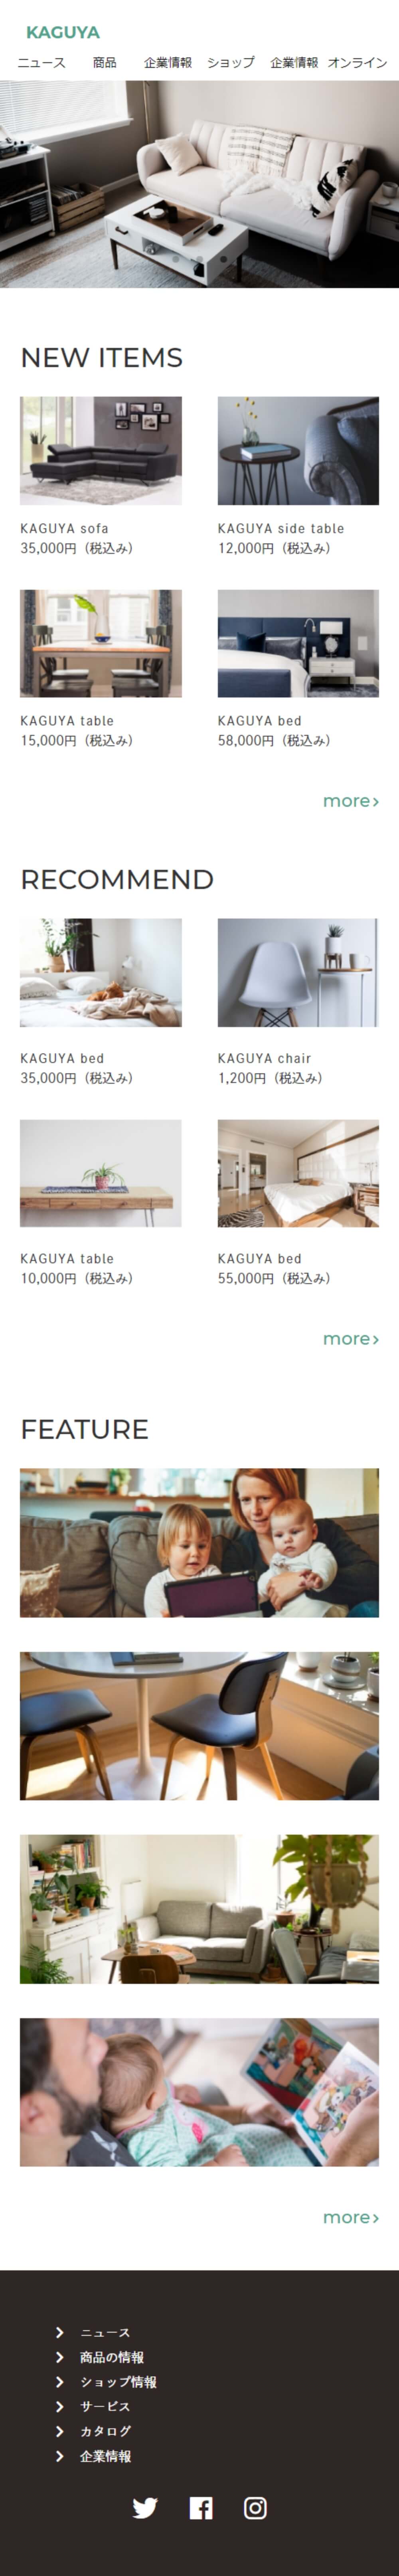 KAGUYA
ニュース 商品 企業情報 ショップ 企業情報 オンライン
NEW ITEMS
KAGUYA sofa
35,000円（税込み）
KAGUYA side table
12,000円（税込み）
KAGUYA table
15,000円（税込み）
KAGUYA bed
58,000円（税込み）
more
RECOMMEND
KAGUYA bed
35,000円（税込み）
KAGUYA chair
1,200円（税込み）
KAGUYA table
10,000円（税込み）
KAGUYA bed
55,000円（税込み）
more
FEATURE
more
ニュース
商品の情報
ショップ情報
サービス
カタログ
企業情報